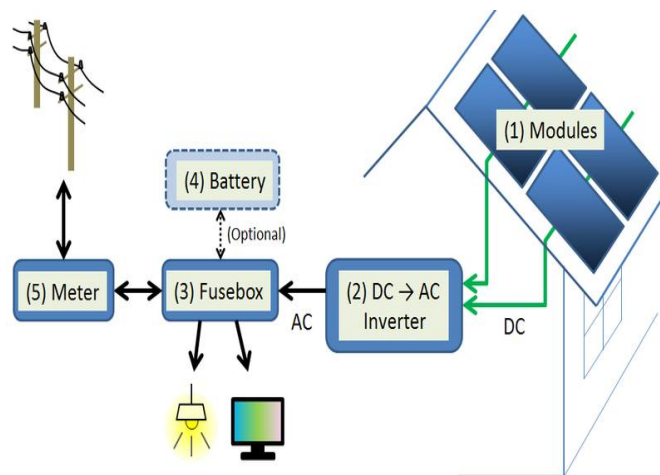 (1) Modules
(4) Battery
(Optional)
(5) Meter
(3) Fusebox
(2) DC → AC
Inverter
AC
DC